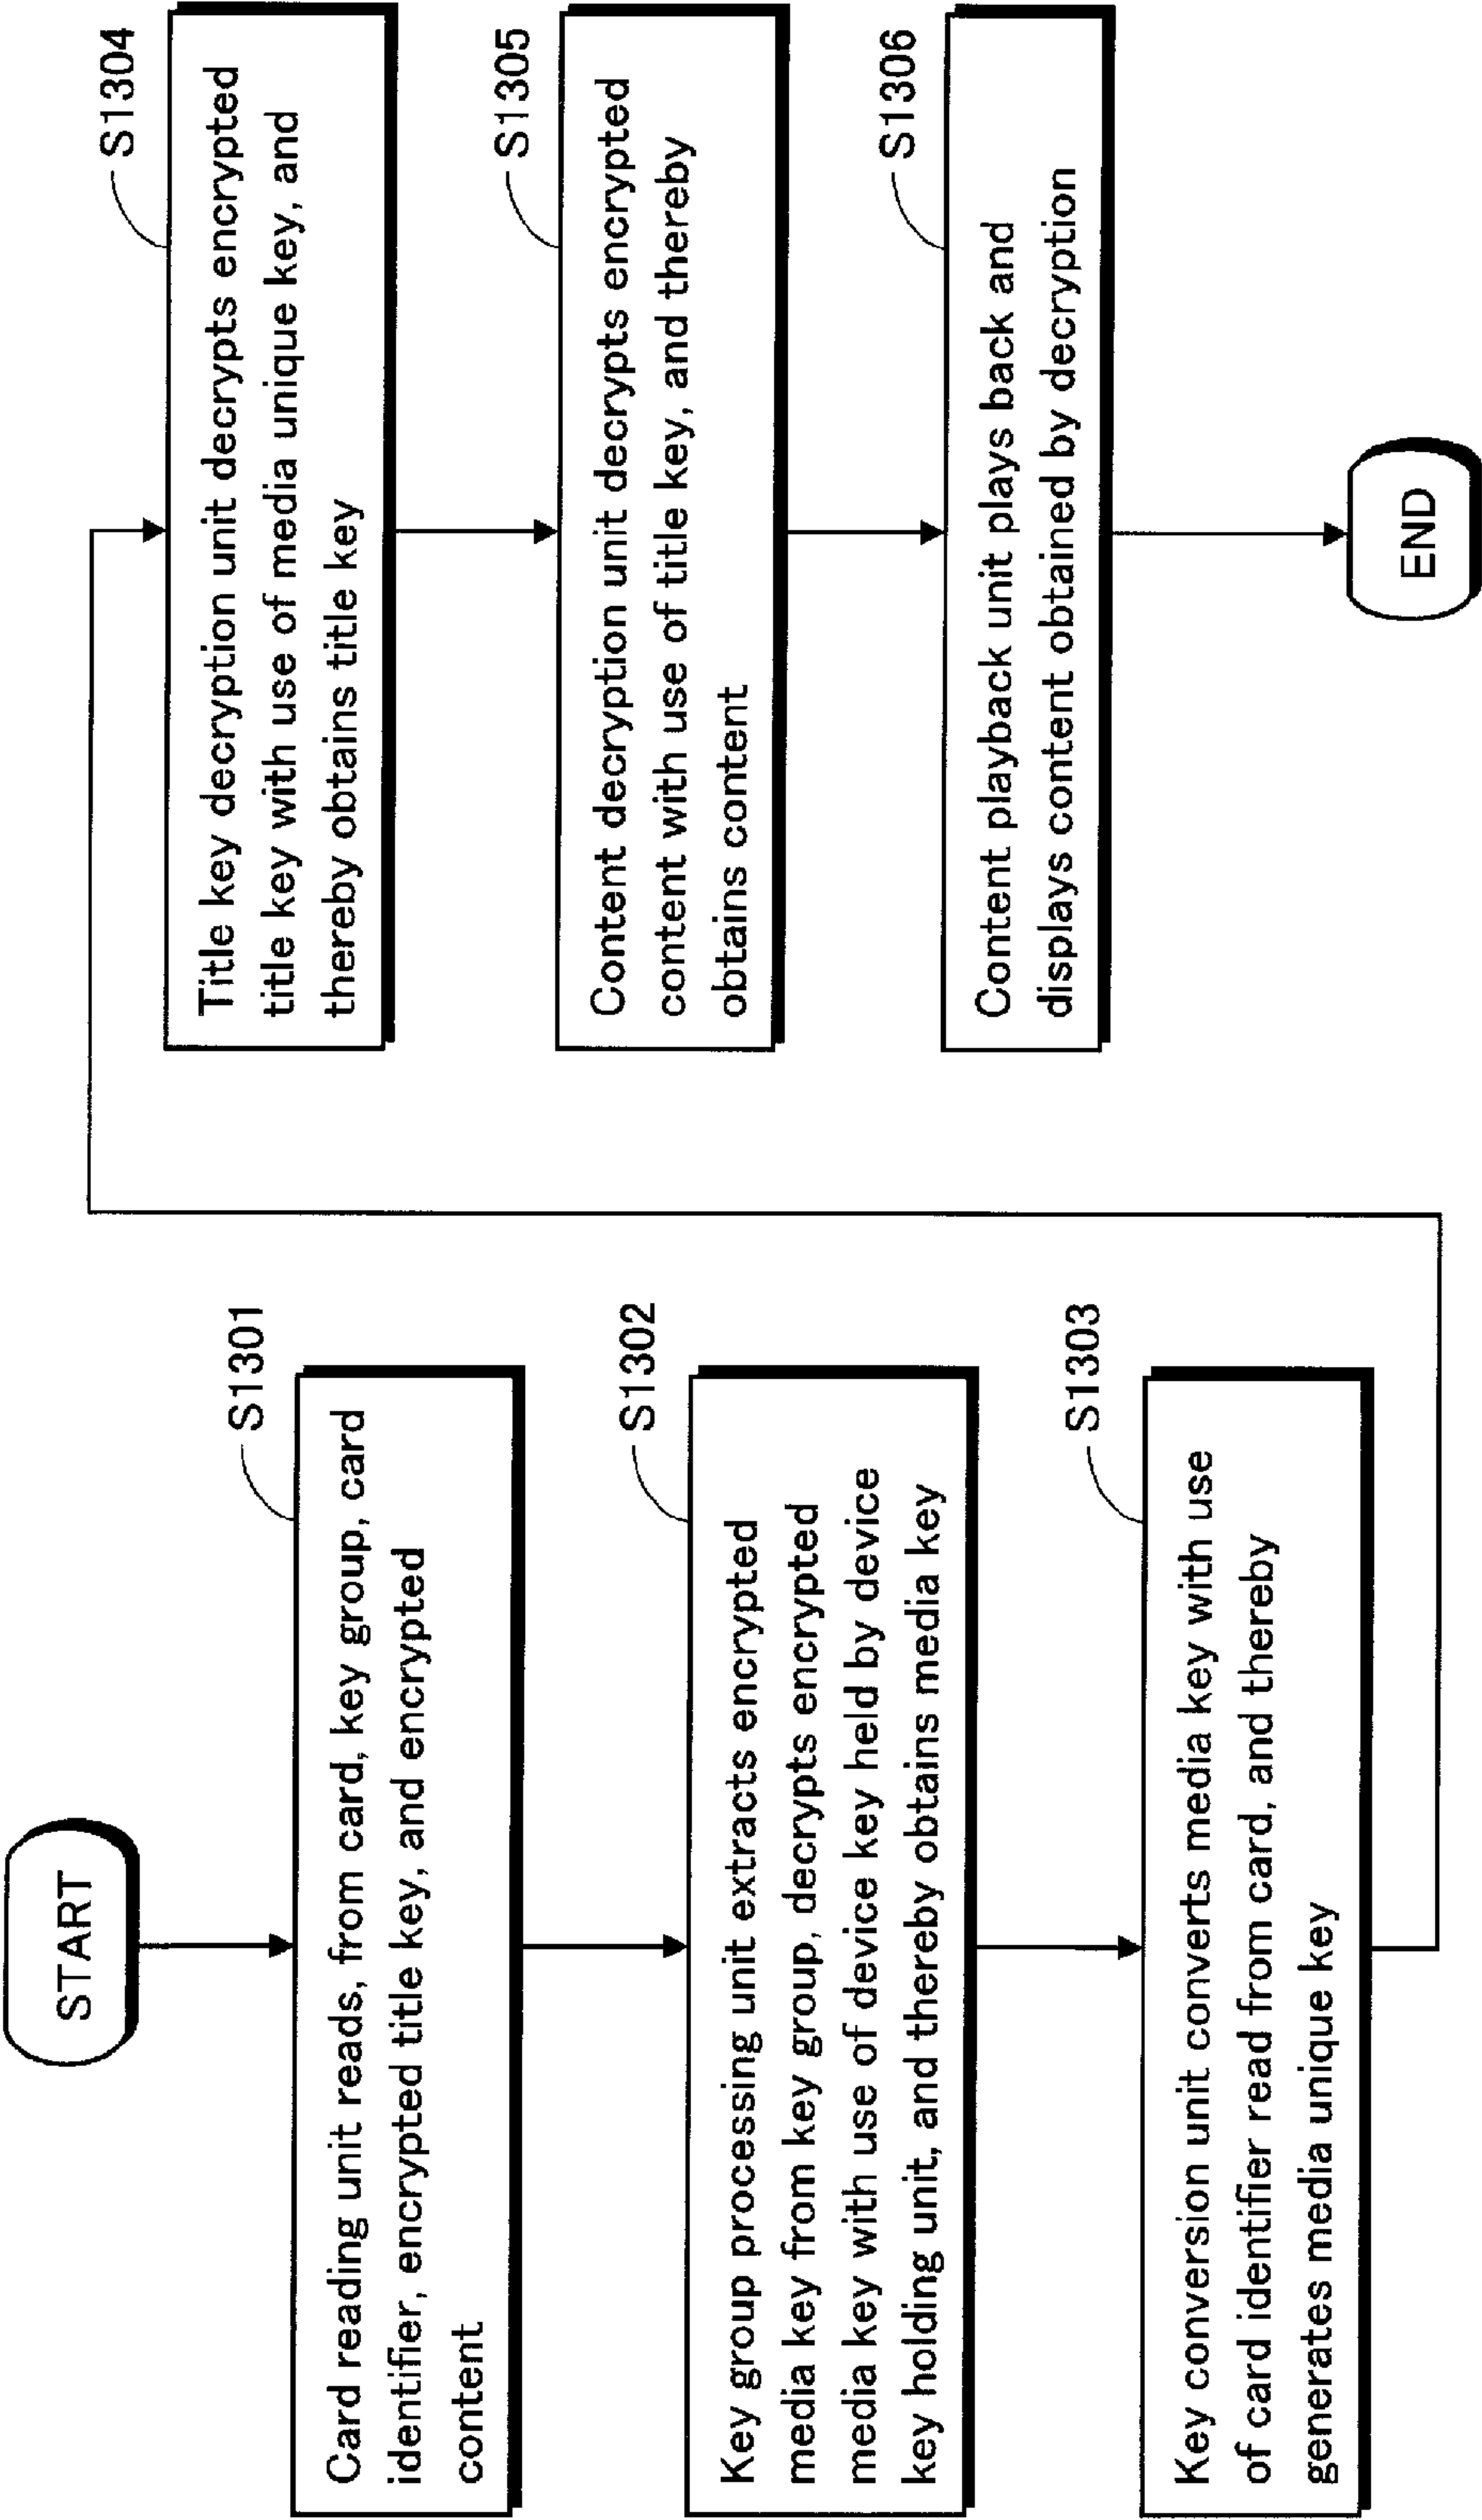 START
S1301
Card reading unit reads, from card, key group, card
identifier, encrypted title key, and encrypted
content
S1302
Key group processing unit extracts encrypted
media key from key group, decrypts encrypted
media key with use of device key held by device
key holding unit, and thereby obtains media key
S1303
Key conversion unit converts media key with use
of card identifier read from card, and thereby
generates media unique key
S1304
Title key decryption unit decrypts encrypted
title key with use of media unique key, and
thereby obtains title key
S1305
Content decryption unit decrypts encrypted
content with use of title key, and thereby
obtains content
S1306
Content playback unit plays back and
displays content obtained by decryption
END